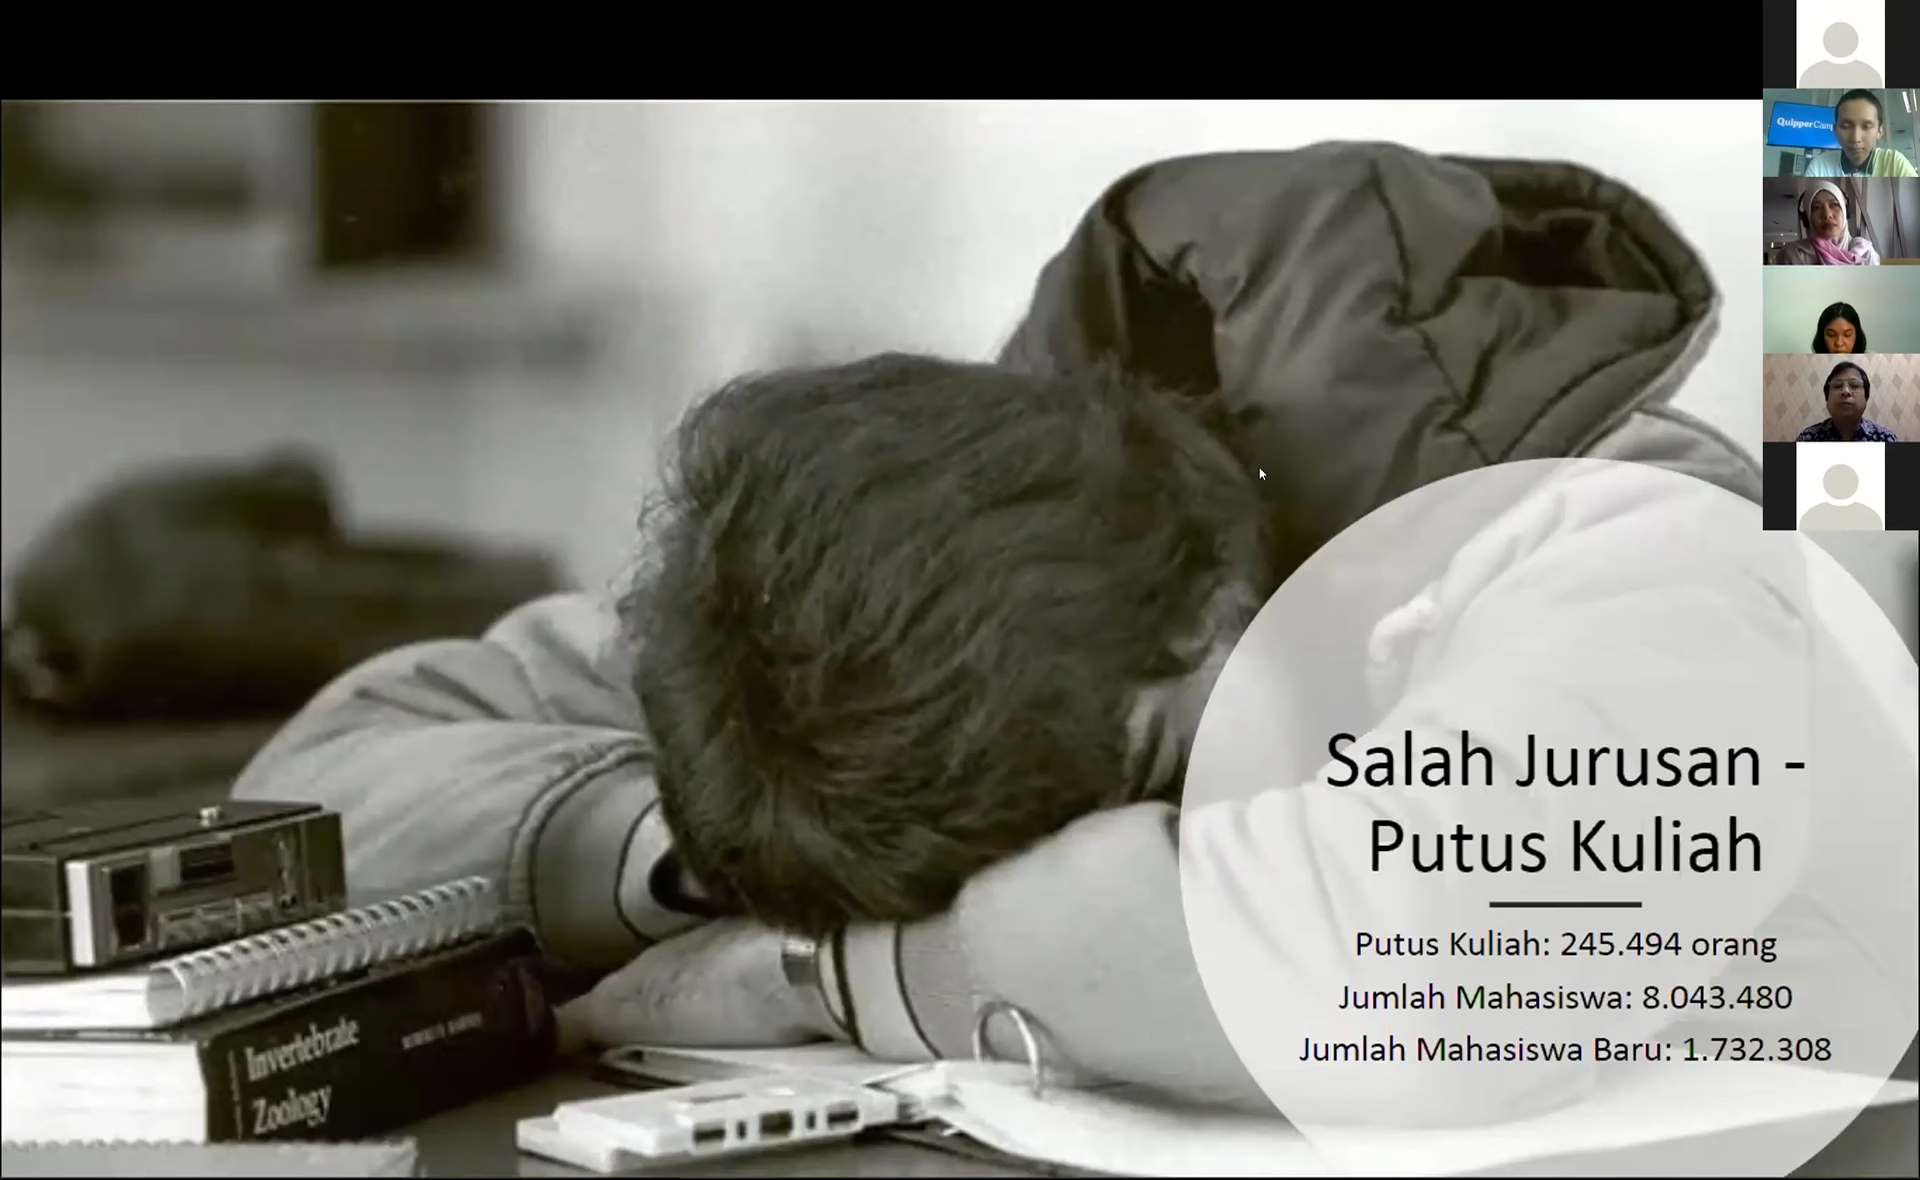 QuipperCamp
Salah Jurusan -
Putus Kuliah
Putus Kuliah: 245.494 orang
Jumlah Mahasiswa: 8.043.480
Jumlah Mahasiswa Baru: 1.732.308
Invertebrate
Zoology